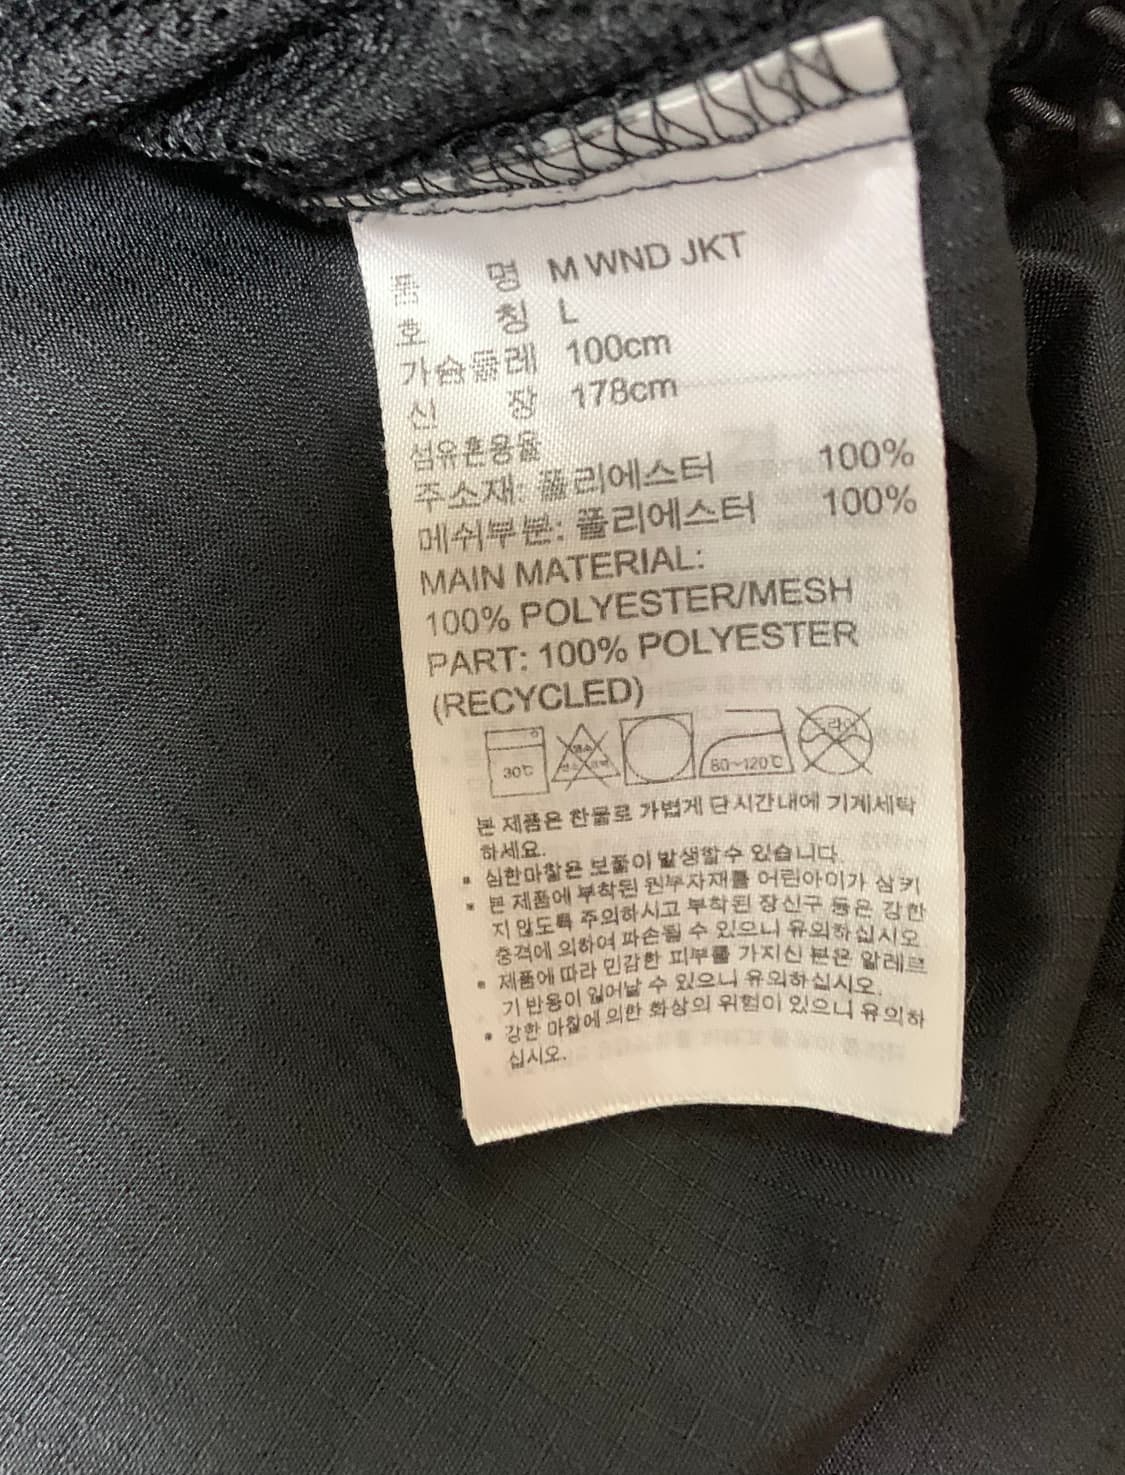 품 명 M WND JKT
호 칭 L
가슴둘레 100cm
신 장 178cm
섬유혼용율
주소재: 폴리에스터 100%
메쉬부분: 폴리에스터 100%
MAIN MATERIAL:
100% POLYESTER/MESH
PART: 100% POLYESTER
(RECYCLED)
30℃ 80~120℃ 드라이
본 제품은 찬물로 가볍게 단시간내에 기계세탁
하세요.
* 심한마찰은 보풀이 발생할수 있습니다.
* 본 제품에 부착된 원부자재를 어린아이가 삼키
지 않도록 주의하시고 부착된 장신구 등은 강한
충격에 의하여 파손될 수 있으니 유의하십시오
* 제품에 따라 민감한 피부를 가지신 분은 알레르
기 반응이 일어날 수 있으니 유의하십시오.
* 강한 마찰에 의한 화상의 위험이 있으니 유의하
십시오.